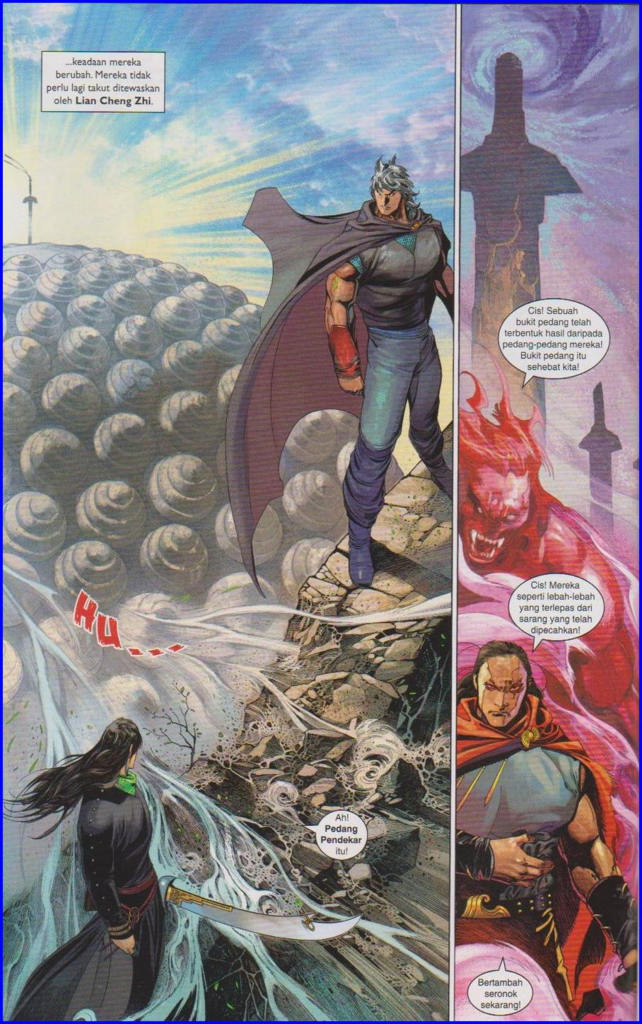 ...keadaan mereka
berubah. Mereka tidak
perlu lagi takut ditewaskan
oleh Lian Cheng Zhi.
HU...
Ah!
Pedang
Pendekar
itu!
Cis! Sebuah
bukit pedang telah
terbentuk hasil daripada
pedang-pedang mereka!
Bukit pedang itu
sehebat kita!
Cis! Mereka
seperti lebah-lebah
yang terlepas dari
sarang yang telah
dipecahkan!
Bertambah
seronok
sekarang!